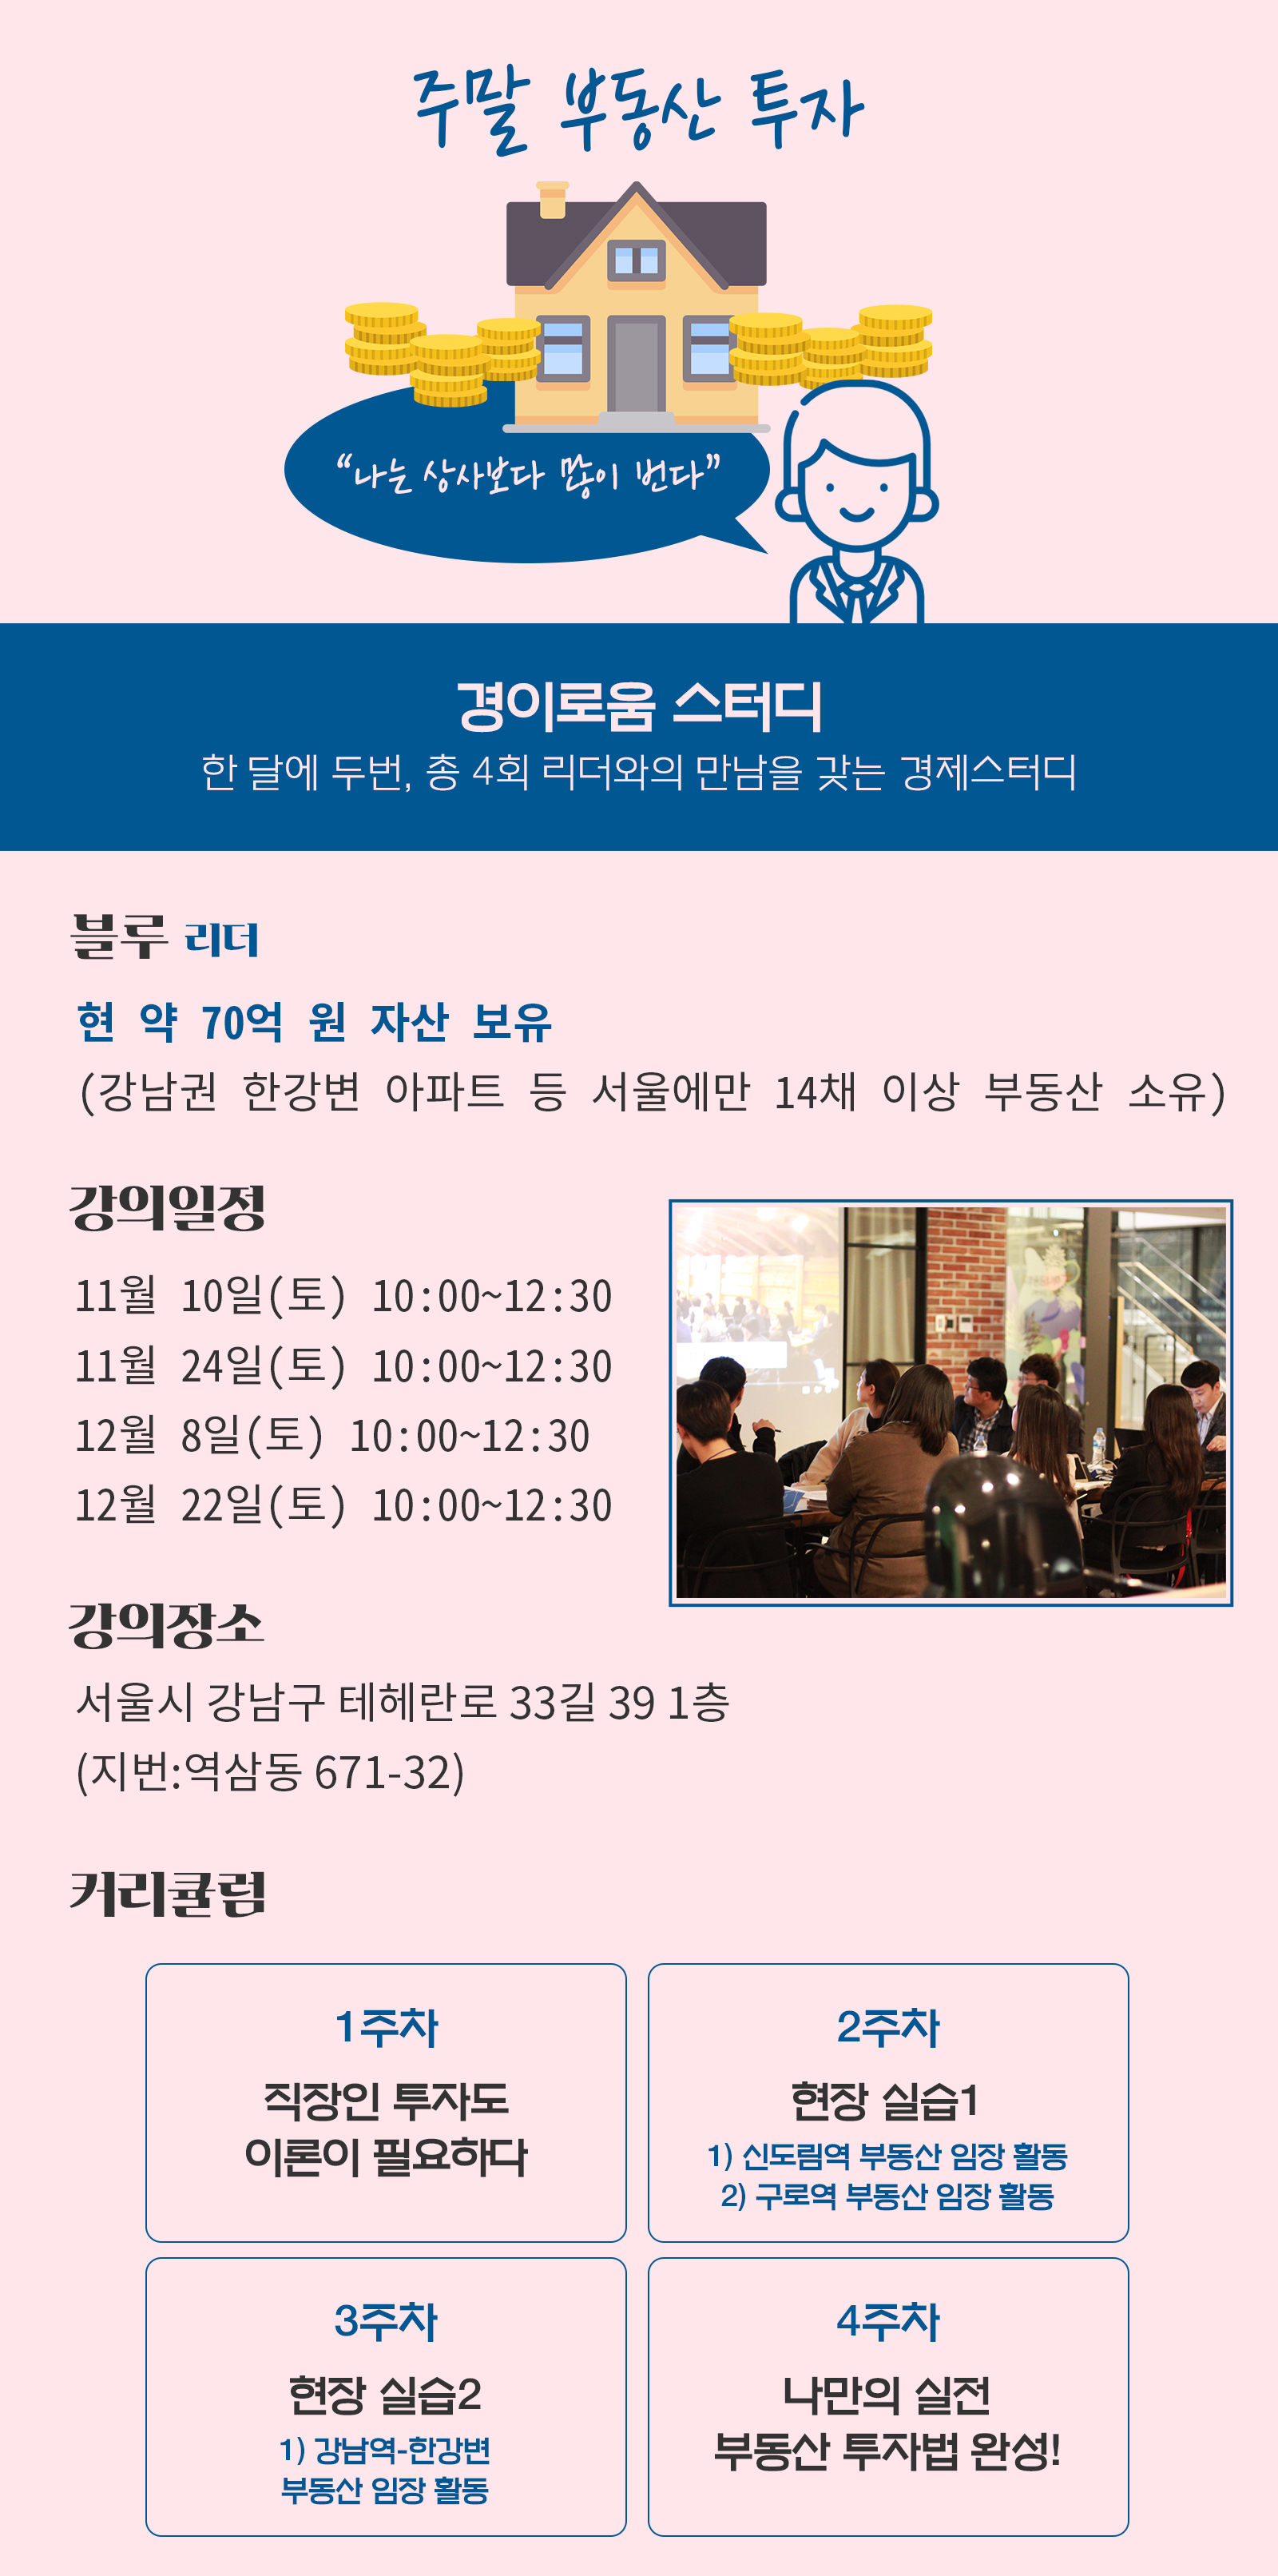 주말 부동산 투자
“나는 상사보다 많이 번다”
경이로움 스터디
한 달에 두번, 총 4회 리더와의 만남을 갖는 경제스터디
블루 리더
현 약 70억 원 자산 보유
(강남권 한강변 아파트 등 서울에만 14채 이상 부동산 소유)
강의일정
11월 10일(토) 10:00~12:30
11월 24일(토) 10:00~12:30
12월 8일(토) 10:00~12:30
12월 22일(토) 10:00~12:30
강의장소
서울시 강남구 테헤란로 33길 39 1층
(지번:역삼동 671-32)
커리큘럼
1주차
직장인 투자도
이론이 필요하다
2주차
현장 실습1
1) 신도림역 부동산 임장 활동
2) 구로역 부동산 임장 활동
3주차
현장 실습2
1) 강남역-한강변
부동산 임장 활동
4주차
나만의 실전
부동산 투자법 완성!